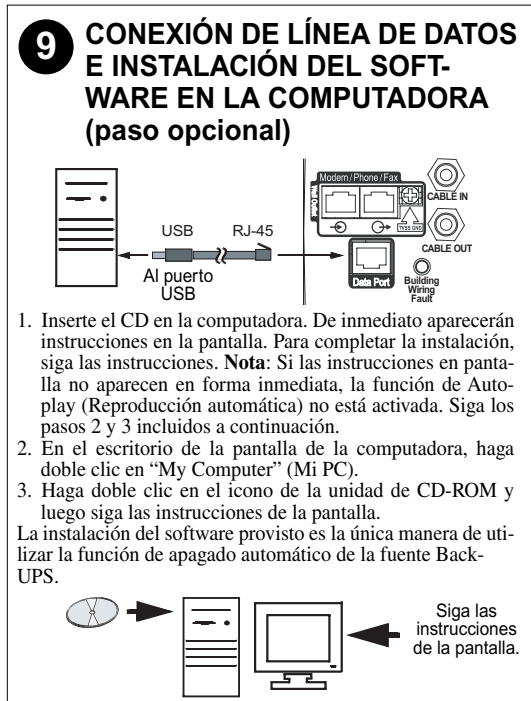 9 CONEXIÓN DE LÍNEA DE DATOS
E INSTALACIÓN DEL SOFT-
WARE EN LA COMPUTADORA
(paso opcional)
Modem/Phone/Fax
CABLE IN
TVSS GND
CABLE OUT
USB
RJ-45
Data Port
Building
Wiring
Fault
Al puerto
USB
1. Inserte el CD en la computadora. De inmediato aparecerán
instrucciones en la pantalla. Para completar la instalación,
siga las instrucciones. Nota: Si las instrucciones en panta-
lla no aparecen en forma inmediata, la función de Auto-
play (Reproducción automática) no está activada. Siga los
pasos 2 y 3 incluidos a continuación.
2. En el escritorio de la pantalla de la computadora, haga
doble clic en “My Computer” (Mi PC).
3. Haga doble clic en el icono de la unidad de CD-ROM y
luego siga las instrucciones de la pantalla.
La instalación del software provisto es la única manera de uti-
lizar la función de apagado automático de la fuente Back-
UPS.
Siga las
instrucciones
de la pantalla.